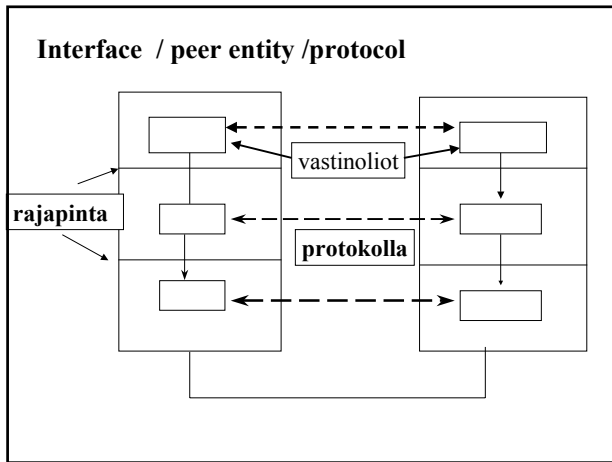 Interface / peer entity /protocol
vastinoliot
rajapinta
protokolla